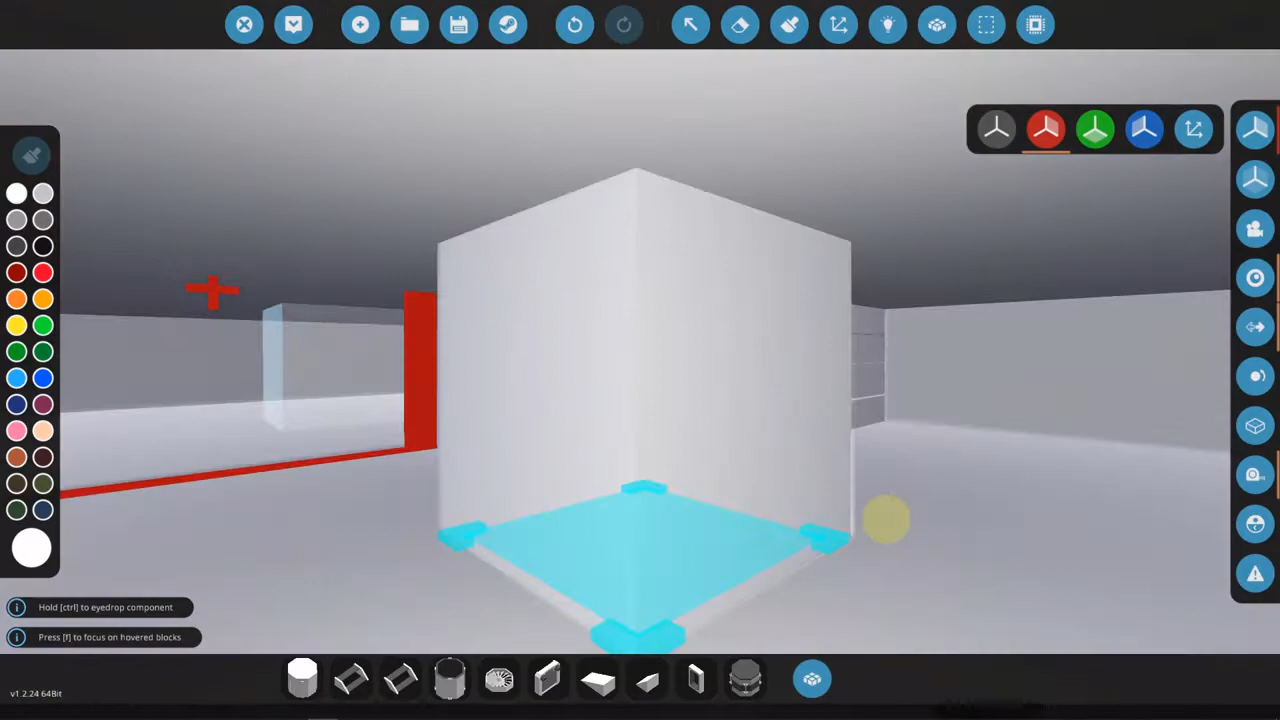 Hold [ctrl] to eyedrop component
Press [f] to focus on hovered blocks
v1.2.24 64Bit